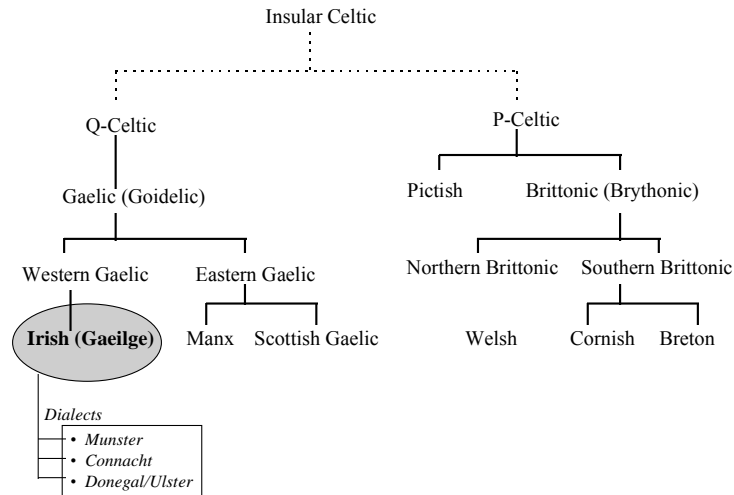 Insular Celtic
Q-Celtic P-Celtic
Gaelic (Goidelic) Pictish Brittonic (Brythonic)
Western Gaelic Eastern Gaelic Northern Brittonic Southern Brittonic
Irish (Gaeilge) Manx Scottish Gaelic Welsh Cornish Breton
Dialects
• Munster
• Connacht
• Donegal/Ulster